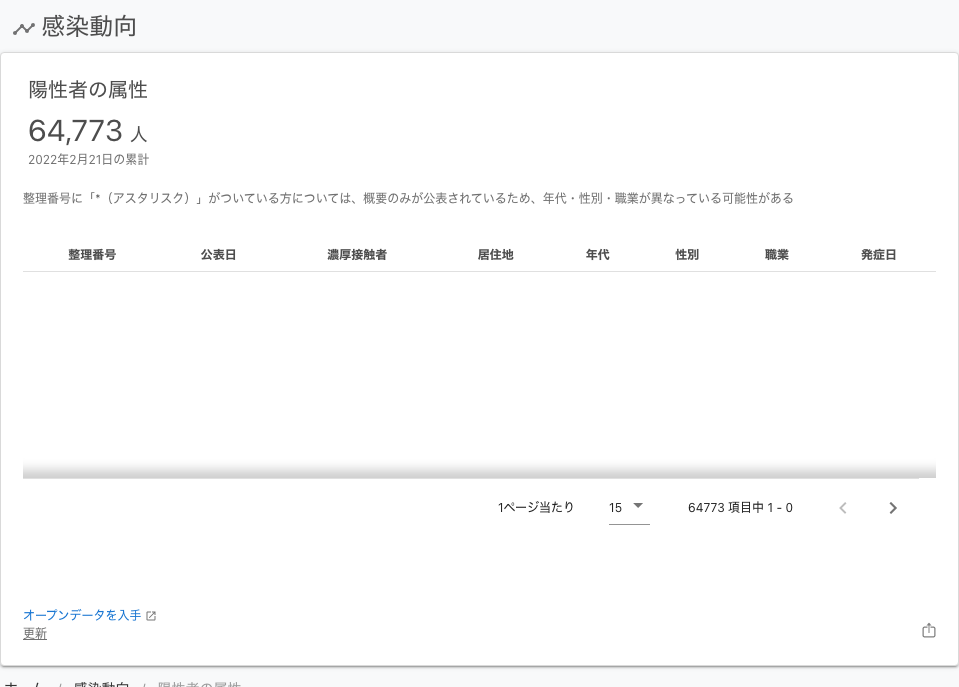 感染動向
陽性者の属性
64,773 人
2022年2月21日の累計
整理番号に「*（アスタリスク）」がついている方については、概要のみが公表されているため、年代・性別・職業が異なっている可能性がある
整理番号 公表日 濃厚接触者 居住地 年代 性別 職業 発症日
1ページ当たり 15 64773 項目中 1 - 0
オープンデータを入手
更新
ホーム / 感染動向 / 陽性者の属性